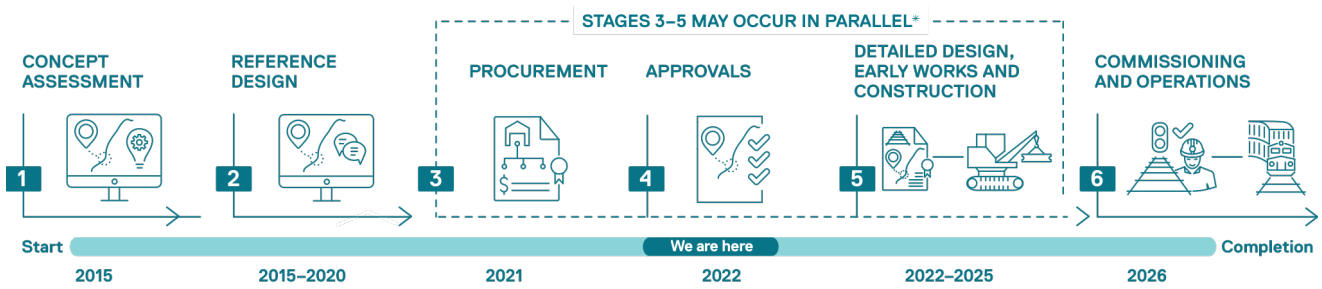 STAGES 3–5 MAY OCCUR IN PARALLEL*
CONCEPT
ASSESSMENT
REFERENCE
DESIGN
PROCUREMENT
APPROVALS
DETAILED DESIGN,
EARLY WORKS AND
CONSTRUCTION
COMMISSIONING
AND OPERATIONS
1
2
3
$
4
5
6
Start
We are here
Completion
2015
2015–2020
2021
2022
2022–2025
2026